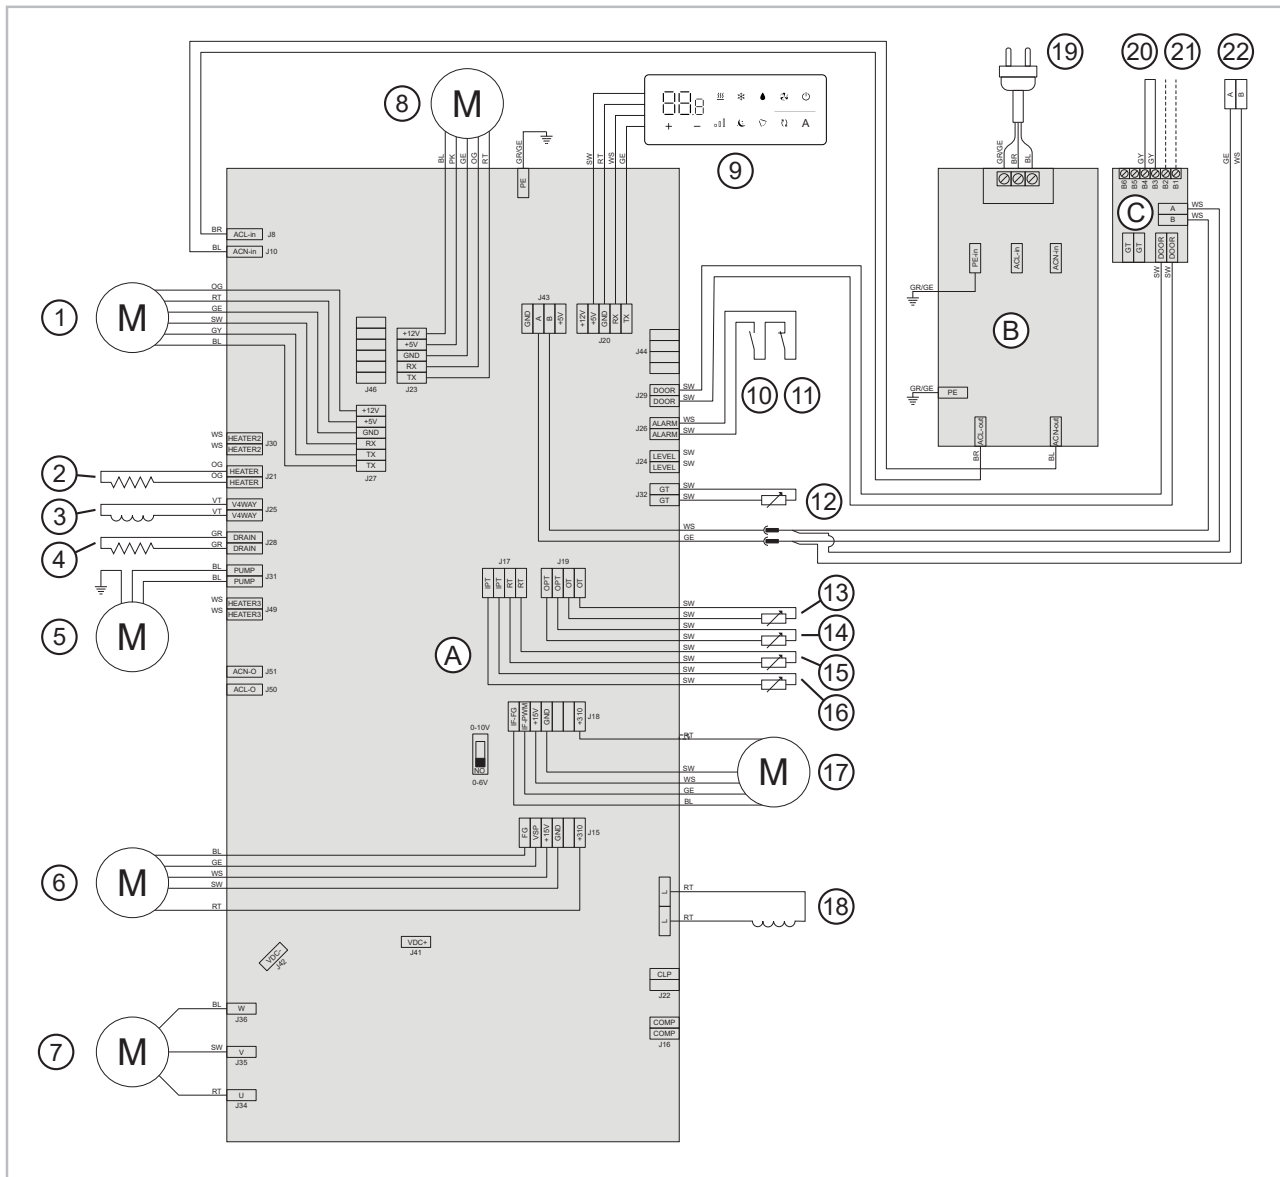 19
20
21
22
8
M
88.8
+
−
A
9
A
B
BL
PK
GE
OG
RT
GR/GE
SW
RT
WS
GE
GR/GE
BR
BL
GY
GY
GE
WS
PE
B6
B5
B4
B3
B2
B1
C
A
WS
B
WS
BR
ACL-in
J8
BL
ACN-in
J10
GT
GT
DOOR
DOOR
SW
SW
PE-in
ACL-in
ACN-in
GR/GE
1
M
OG
RT
GE
SW
GY
BL
J43
GND
A
B
+5V
+12V
+5V
GND
RX
TX
J20
B
+12V
+5V
GND
RX
TX
J46
J23
J44
10
11
J29
DOOR
SW
DOOR
SW
GR/GE
PE
+12V
+5V
GND
RX
TX
TX
J27
J26
ALARM
WS
ALARM
SW
ACL-out
ACN-out
BR
BL
WS
HEATER2
WS
HEATER2
J30
J24
LEVEL
SW
LEVEL
SW
2
OG
HEATER
OG
HEATER
J21
J32
GT
SW
GT
SW
12
3
VT
V4WAY
VT
V4WAY
J25
WS
GE
4
GR
DRAIN
GR
DRAIN
J28
BL
PUMP
BL
PUMP
J31
J17
J19
IPT
IPT
RT
RT
OPT
OPT
OT
OT
5
M
WS
HEATER3
WS
HEATER3
J49
SW
SW
13
SW
SW
14
SW
SW
15
SW
SW
16
A
ACN-O
J51
ACL-O
J50
IF-FG
IF-PWM
+15V
GND
+310
J18
0-10V
NO
0-6V
RT
SW
WS
GE
BL
M
17
FG
VSP
+15V
GND
+310
J15
6
M
BL
GE
WS
SW
RT
L
RT
L
RT
18
VDC-
J42
VDC+
J41
CLP
J22
7
M
BL
W
J36
SW
V
J35
RT
U
J34
COMP
COMP
J16